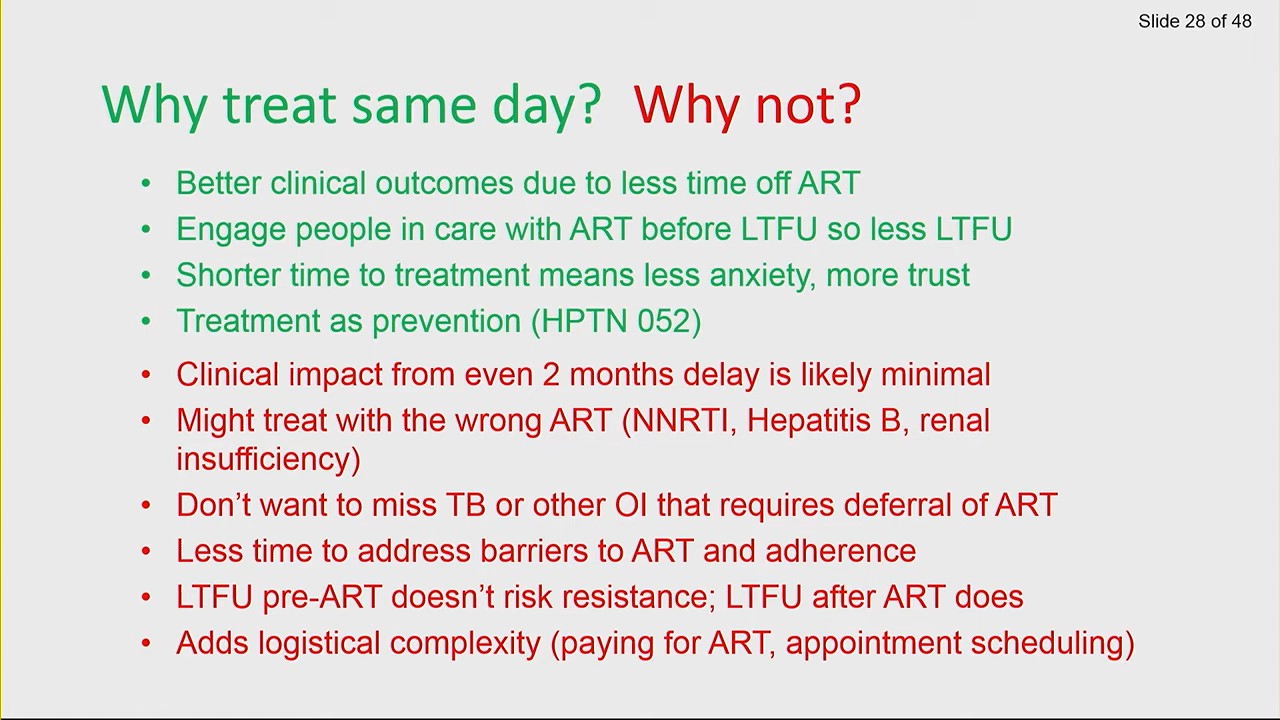 Slide 28 of 48
Why treat same day? Why not?
• Better clinical outcomes due to less time off ART
• Engage people in care with ART before LTFU so less LTFU
• Shorter time to treatment means less anxiety, more trust
• Treatment as prevention (HPTN 052)
• Clinical impact from even 2 months delay is likely minimal
• Might treat with the wrong ART (NNRTI, Hepatitis B, renal
insufficiency)
• Don't want to miss TB or other OI that requires deferral of ART
• Less time to address barriers to ART and adherence
• LTFU pre-ART doesn't risk resistance; LTFU after ART does
• Adds logistical complexity (paying for ART, appointment scheduling)